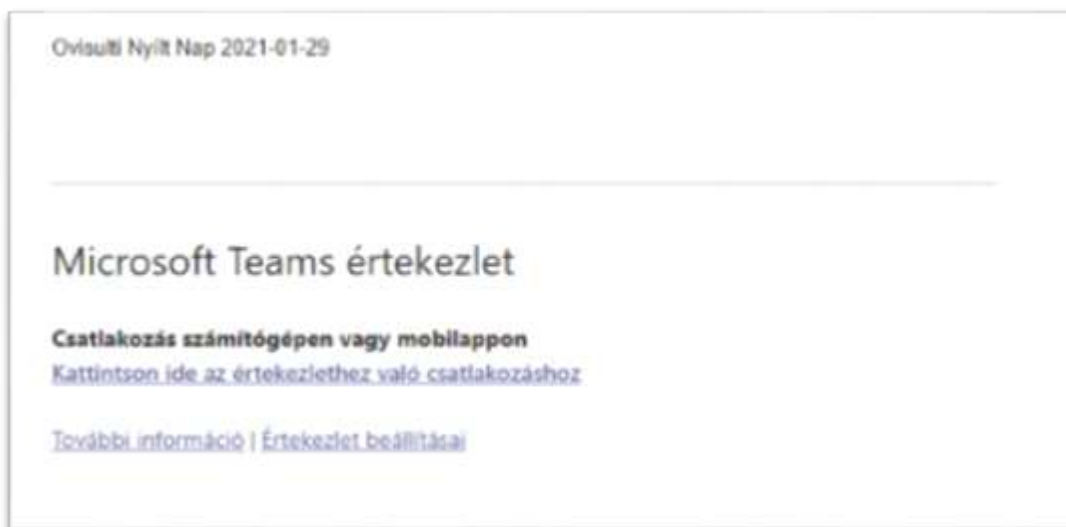 Ovisulti Nyílt Nap 2021-01-29
Microsoft Teams értekezlet
Csatlakozás számítógépen vagy mobilappon
Kattintson ide az értekezlethez való csatlakozáshoz
További információ | Értekezlet beállításai